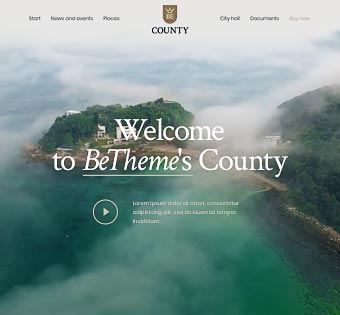 Start News and events Places
BE
COUNTY
City hall Documents Buy now
Welcome
to BeTheme's County
Lorem ipsum dolor sit amet, consectetur
adipisicing elit, sed do eiusmod tempor
incididunt.